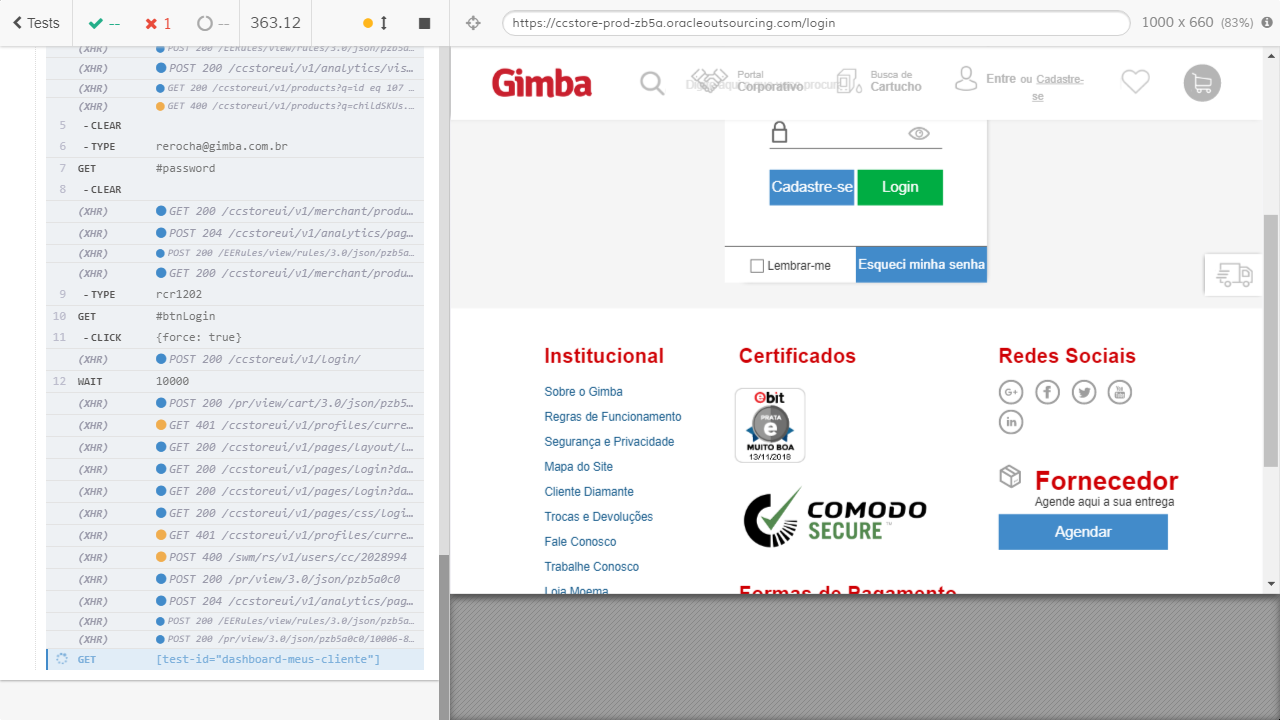 Tests
--
1
--
363.12
https://ccstore-prod-zb5a.oracleoutsourcing.com/login
1000 x 660 (83%)
(XHR) POST 200 /EERules/view/rules/3.0/json/pzb5a...
(XHR) POST 200 /ccstoreui/v1/analytics/vis...
(XHR) GET 200 /ccstoreui/v1/products?q=id eq 107 ...
(XHR) GET 400 /ccstoreui/v1/products?q=childSKUs....
5 -CLEAR
6 -TYPE rerocha@gimba.com.br
7 GET #password
8 -CLEAR
(XHR) GET 200 /ccstoreui/v1/merchant/produ...
(XHR) POST 204 /ccstoreui/v1/analytics/pag...
(XHR) POST 200 /EERules/view/rules/3.0/json/pzb5a...
(XHR) GET 200 /ccstoreui/v1/merchant/produ...
9 -TYPE rcr1202
10 GET #btnLogin
11 -CLICK {force: true}
(XHR) POST 200 /ccstoreui/v1/login/
12 WAIT 10000
(XHR) POST 200 /pr/view/cart/3.0/json/pzb5...
(XHR) GET 401 /ccstoreui/v1/profiles/curre...
(XHR) GET 200 /ccstoreui/v1/pages/layout/l...
(XHR) GET 200 /ccstoreui/v1/pages/login?da...
(XHR) GET 200 /ccstoreui/v1/pages/login?da...
(XHR) GET 200 /ccstoreui/v1/pages/css/logi...
(XHR) GET 401 /ccstoreui/v1/profiles/curre...
(XHR) POST 400 /swm/rs/v1/users/cc/2028994
(XHR) POST 200 /pr/view/3.0/json/pzb5a0c0
(XHR) POST 204 /ccstoreui/v1/analytics/pag...
(XHR) POST 200 /EERules/view/rules/3.0/json/pzb5a...
(XHR) POST 200 /pr/view/3.0/json/pzb5a0c0/10006-8...
GET [test-id="dashboard-meus-cliente"]
Gimba
Portal
Corporativo
Busca de
Cartucho
Entre ou Cadastre-
se
Cadastre-se
Login
Lembrar-me
Esqueci minha senha
Institucional
Sobre o Gimba
Regras de Funcionamento
Segurança e Privacidade
Mapa do Site
Cliente Diamante
Trocas e Devoluções
Fale Conosco
Trabalhe Conosco
Loja Moema
Certificados
ebit
PRATA
e
MUITO BOA
13/11/2018
COMODO
SECURE™
Formas de Pagamento
Redes Sociais
G+
f
You
Tube
in
Fornecedor
Agende aqui a sua entrega
Agendar